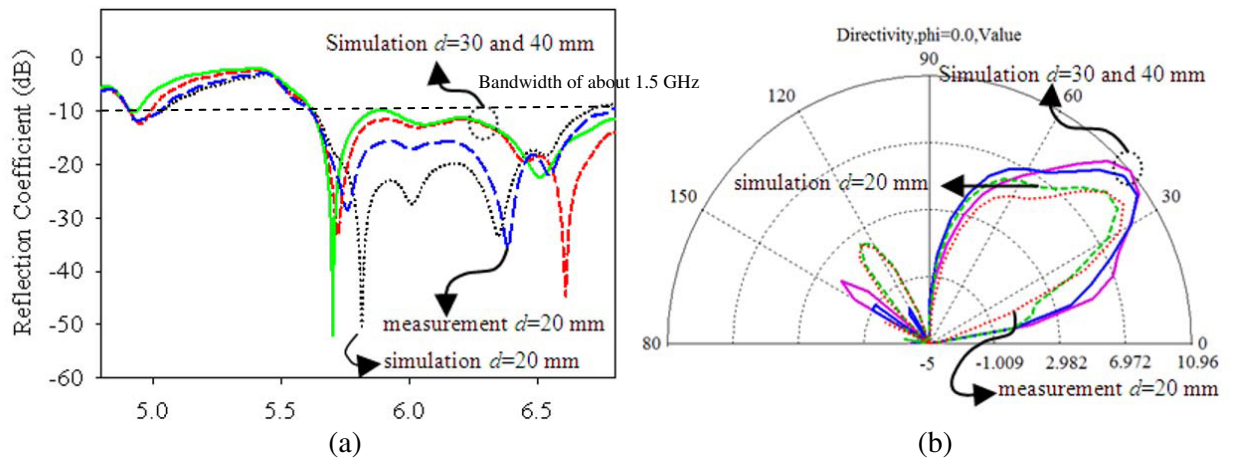 Simulation d=30 and 40 mm
Bandwidth of about 1.5 GHz
Reflection Coefficient (dB)
0
-10
-20
-30
-40
-50
-60
measurement d=20 mm
simulation d=20 mm
5.0
5.5
6.0
6.5
(a)
Directivity,phi=0.0,Value
90
Simulation d=30 and 40 mm
120
60
simulation d=20 mm
150
30
80
0
-5
-1.009
2.982
6.972
10.96
measurement d=20 mm
(b)